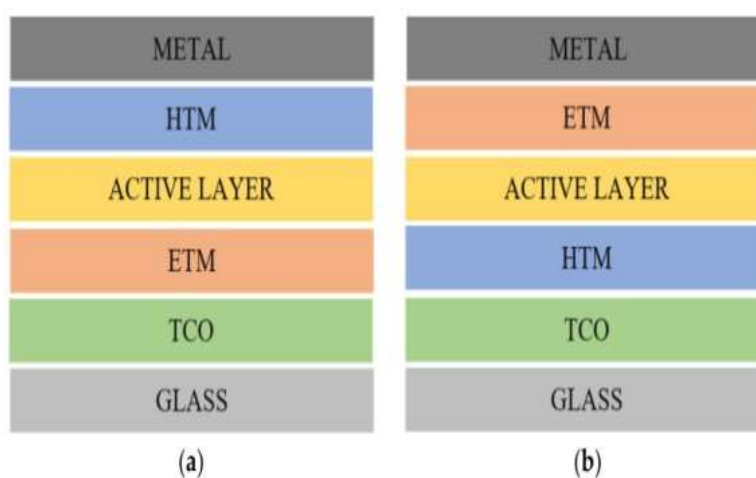 METAL
HTM
ACTIVE LAYER
ETM
TCO
GLASS
(a)
METAL
ETM
ACTIVE LAYER
HTM
TCO
GLASS
(b)